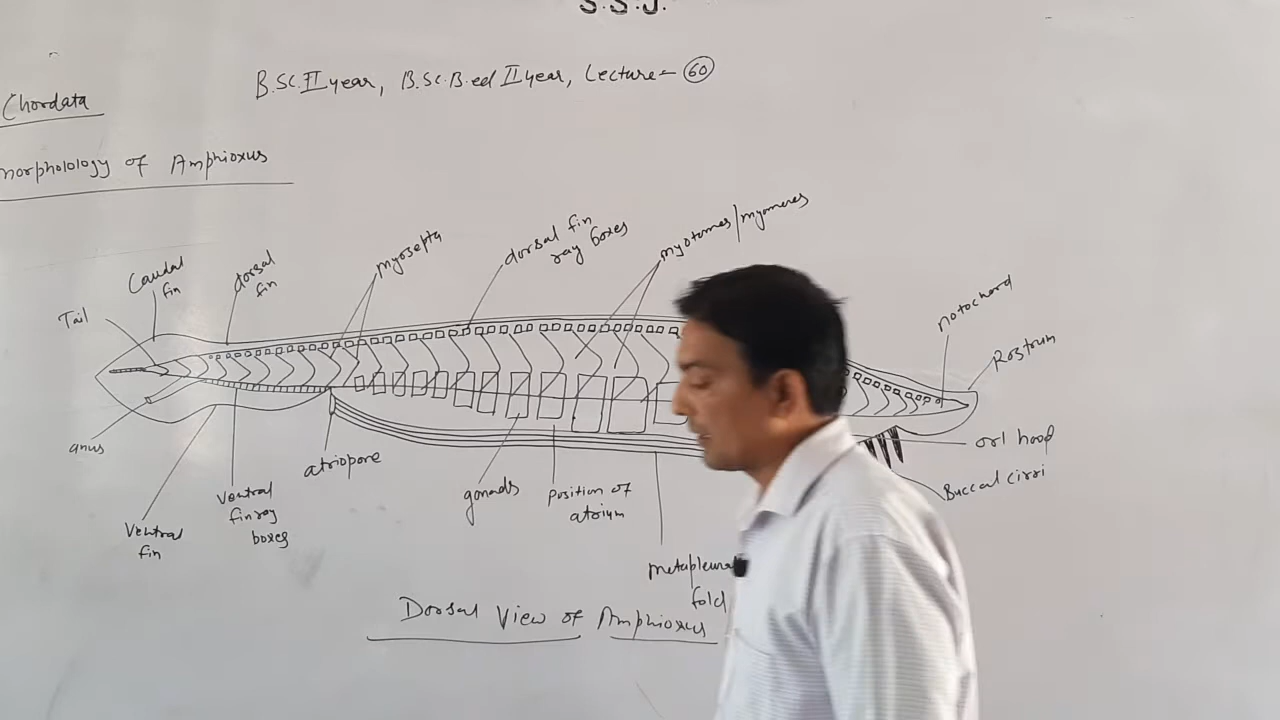 S.S.J.
B.Sc. II year, B.Sc. B.ed II year, Lecture - 60
Chordata
morpholology of Amphioxus
myotomes/myomeres
dorsal fin
ray boxes
myosepta
dorsal
fin
Caudal
fin
Tail
notochord
Rostrum
orl hood
Buccal cirri
anus
atriopore
gonads
position of
atrium
Ventral
fin ray
boxes
Ventral
fin
metapleural
fold
Dorsal View of Amphioxus